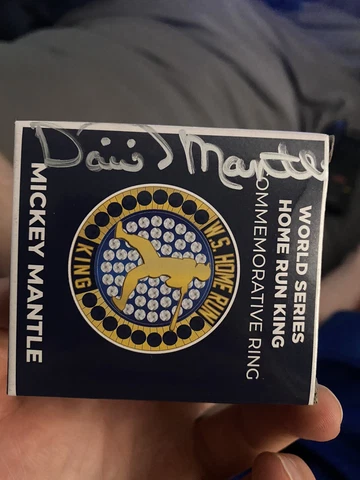 David Mantle
WORLD SERIES
HOME RUN KING
COMMEMORATIVE RING
W.S. HOME RUN
KING
MICKEY MANTLE